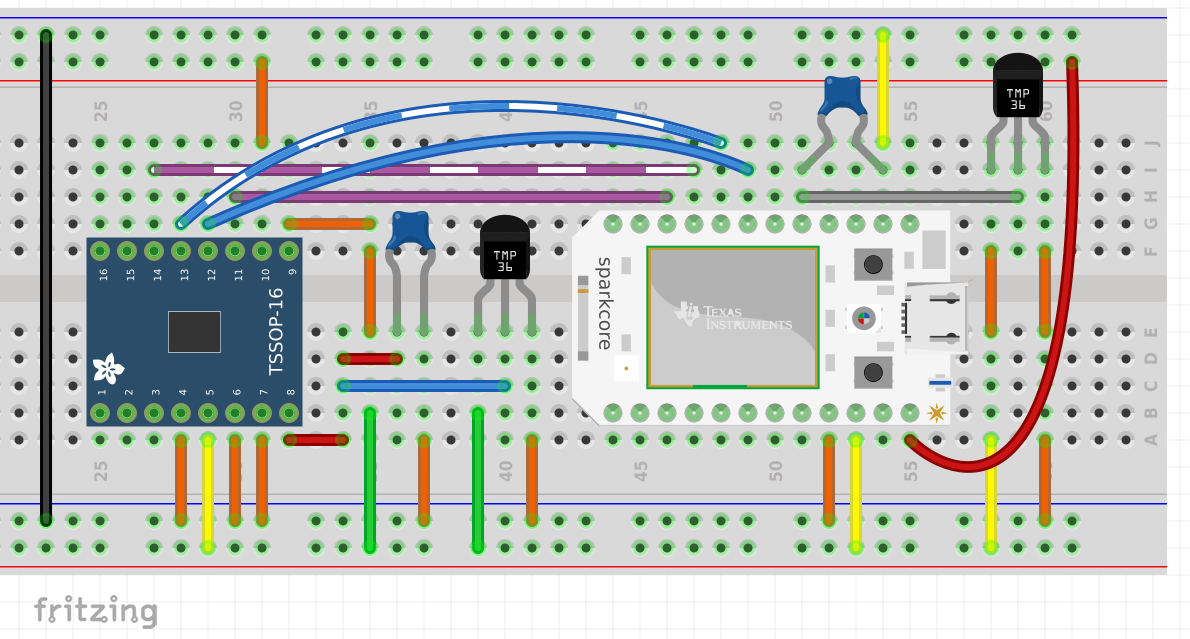 25 30 35 4 45 50 55 60
J
I
H
G
F
E
D
C
B
A
TMP
36
TMP
36
16 15 14 13 12 11 10 9
TSSOP-16
1 2 3 4 5 6 7 8
sparkcore
TEXAS
INSTRUMENTS
25 40 45 50 55
fritzing